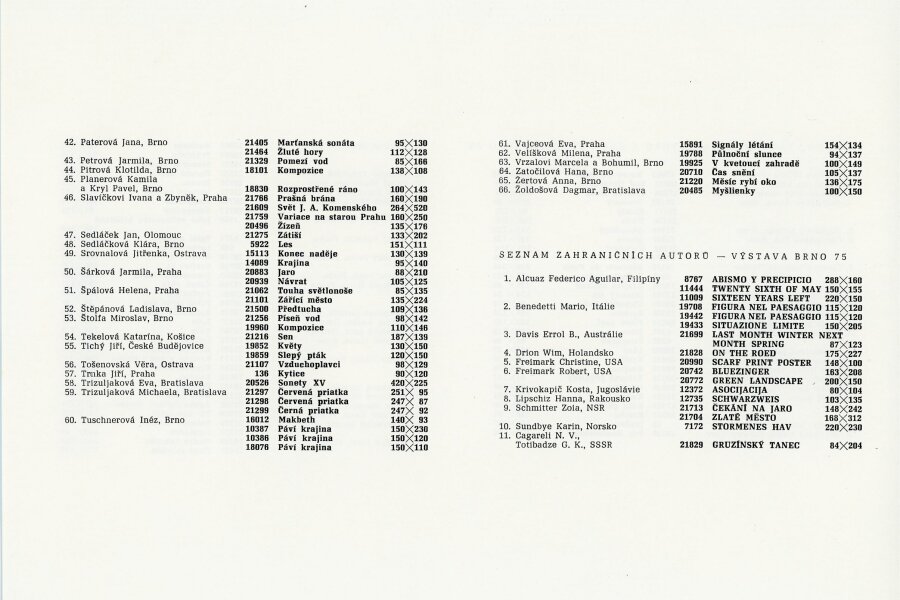 42. Paterová Jana, Brno 21405 Marťanská sonáta 95×130
21464 Žluté hory 112×128
43. Petrová Jarmila, Brno 21329 Pomezí vod 85×166
44. Pitrová Klotilda, Brno 18101 Kompozice 138×108
45. Planerová Kamila
a Kryl Pavel, Brno 18830 Rozprostřené ráno 100×143
46. Slavíčkovi Ivana a Zbyněk, Praha 21766 Prašná brána 160×190
21609 Svět J. A. Komenského 264×520
21759 Variace na starou Prahu 160×250
20496 Žízeň 135×176
47. Sedláček Jan, Olomouc 21275 Zátiší 133×202
48. Sedláčková Klára, Brno 5922 Les 151×111
49. Srovnalová Jitřenka, Ostrava 15113 Konec naděje 130×139
14089 Krajina 95×140
50. Šárková Jarmila, Praha 20883 Jaro 88×210
20939 Návrat 105×125
51. Špálová Helena, Praha 21062 Touha světlonoše 85×135
21101 Zářící město 135×224
52. Štěpánová Ladislava, Brno 21500 Předtucha 109×136
53. Štolfa Miroslav, Brno 21256 Píseň vod 98×142
19960 Kompozice 110×146
54. Tekelová Katarína, Košice 21216 Sen 187×139
55. Tichý Jiří, České Budějovice 19852 Květy 130×150
19859 Slepý pták 120×150
56. Tošenovská Věra, Ostrava 21107 Vzduchoplavci 98×129
57. Trnka Jiří, Praha 136 Kytice 90×120
58. Trizuljaková Eva, Bratislava 20526 Sonety XV 420×225
59. Trizuljaková Michaela, Bratislava 21297 Červená priatka 251× 95
21298 Červená priatka 247× 87
21299 Černá priatka 247× 92
60. Tuschnerová Inéz, Brno 16012 Makbeth 140× 93
10387 Páví krajina 150×230
10386 Páví krajina 150×120
18076 Páví krajina 150×110
61. Vajceová Eva, Praha 15891 Signály létání 154×134
62. Velíšková Milena, Praha 19788 Půlnoční slunce 94×137
63. Vrzalovi Marcela a Bohumil, Brno 19925 V kvetoucí zahradě 100×149
64. Zatočilová Hana, Brno 20710 Čas snění 105×137
65. Žertová Anna, Brno 21220 Měsíc rybí oko 136×175
66. Žoldošová Dagmar, Bratislava 20485 Myšlienky 100×150
SEZNAM ZAHRANIČNÍCH AUTORŮ — VÝSTAVA BRNO 75
1. Alcuaz Federico Aguilar, Filipíny 8767 ABISMO Y PRECIPICIO 288×160
11444 TWENTY SIXTH OF MAY 150×155
11009 SIXTEEN YEARS LEFT 220×150
2. Benedetti Mario, Itálie 19708 FIGURA NEL PAESAGGIO 115×120
19442 FIGURA NEL PAESAGGIO 115×120
19433 SITUAZIONE LIMITE 150×205
3. Davis Errol B., Austrálie 21699 LAST MONTH WINTER NEXT
MONTH SPRING 87×123
4. Drion Wim, Holandsko 21828 ON THE ROED 175×227
5. Freimark Christine, USA 20990 SCARF PRINT POSTER 148×100
6. Freimark Robert, USA 20742 BLUEZINGER 163×208
20772 GREEN LANDSCAPE 200×150
7. Krivokapič Kosta, Jugoslávie 12372 ASOCIJACIJA 80×104
8. Lipschiz Hanna, Rakousko 12735 SCHWARZWEIS 103×135
9. Schmitter Zoia, NSR 21713 ČEKÁNÍ NA JARO 148×242
21704 ZLATÉ MĚSTO 168×312
10. Sundbye Karin, Norsko 7172 STORMENES HAV 220×230
11. Cagareli N. V.,
Totibadze G. K., SSSR 21829 GRUZÍNSKÝ TANEC 84×204